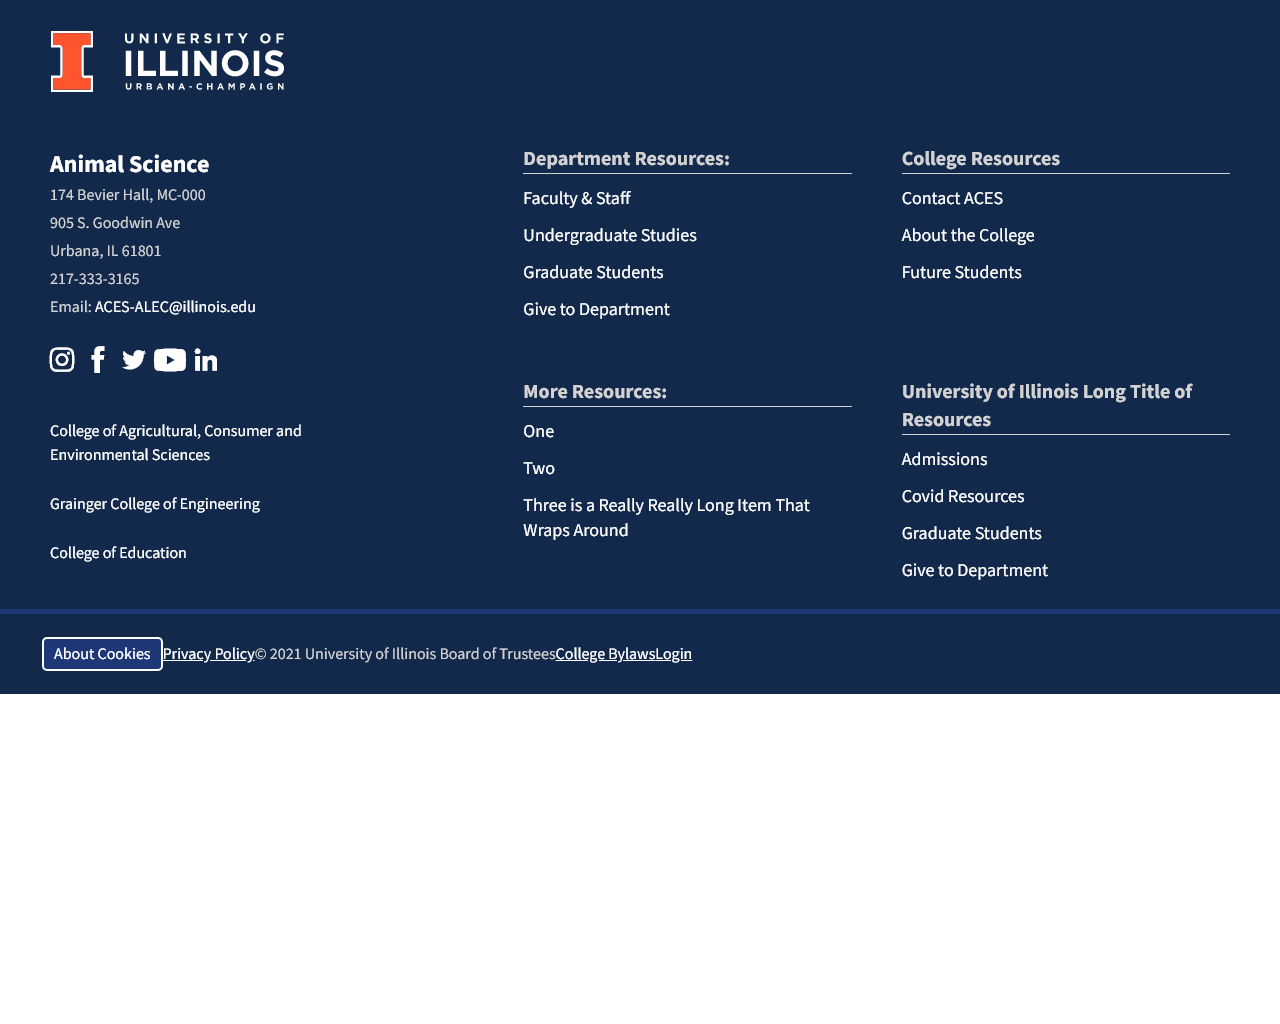 UNIVERSITY OF
ILLINOIS
URBANA-CHAMPAIGN
Animal Science
174 Bevier Hall, MC-000
905 S. Goodwin Ave
Urbana, IL 61801
217-333-3165
Email: ACES-ALEC@illinois.edu
College of Agricultural, Consumer and
Environmental Sciences
Grainger College of Engineering
College of Education
Department Resources:
Faculty & Staff
Undergraduate Studies
Graduate Students
Give to Department
College Resources
Contact ACES
About the College
Future Students
More Resources:
One
Two
Three is a Really Really Long Item That
Wraps Around
University of Illinois Long Title of
Resources
Admissions
Covid Resources
Graduate Students
Give to Department
About Cookies Privacy Policy© 2021 University of Illinois Board of TrusteesCollege BylawsLogin